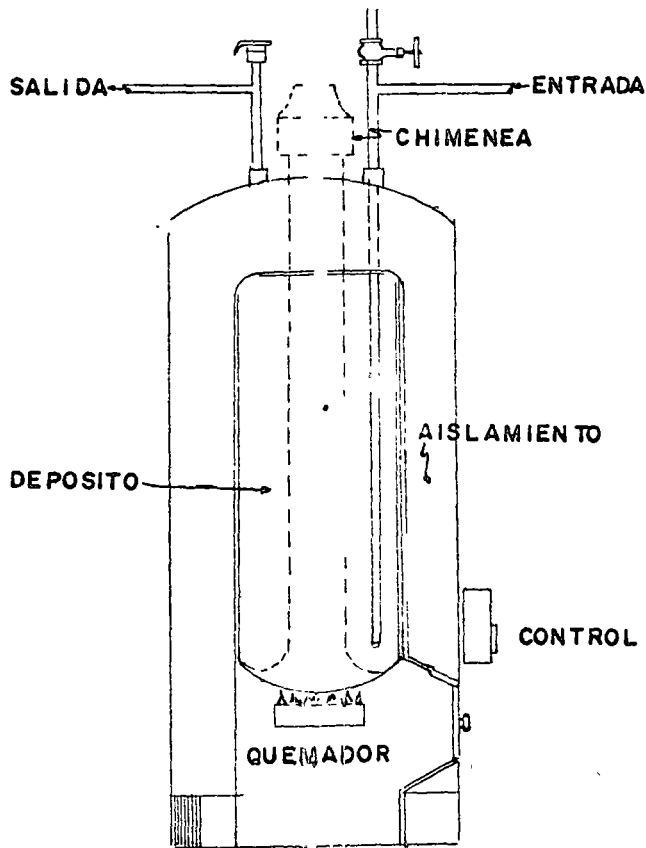 SALIDA
ENTRADA
CHIMENEA
AISLAMIENTO
DEPOSITO
CONTROL
QUEMADOR